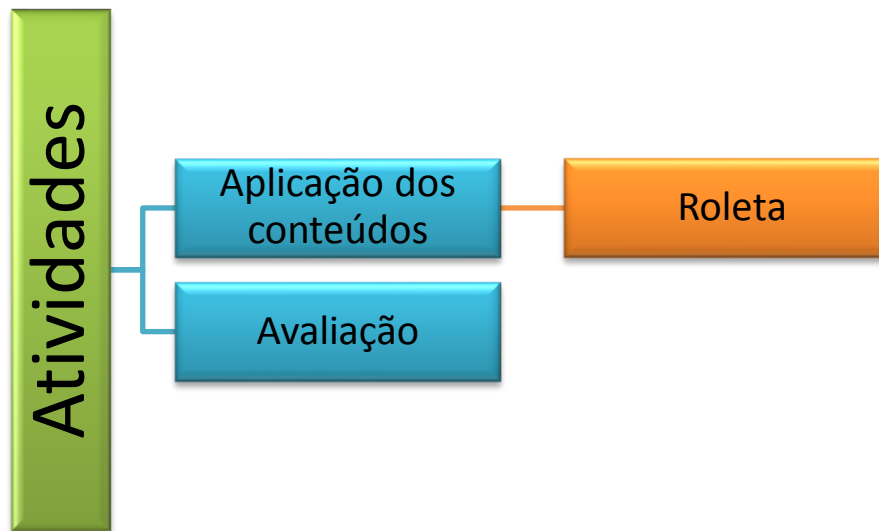 Atividades
Aplicação dos
conteúdos
Roleta
Avaliação